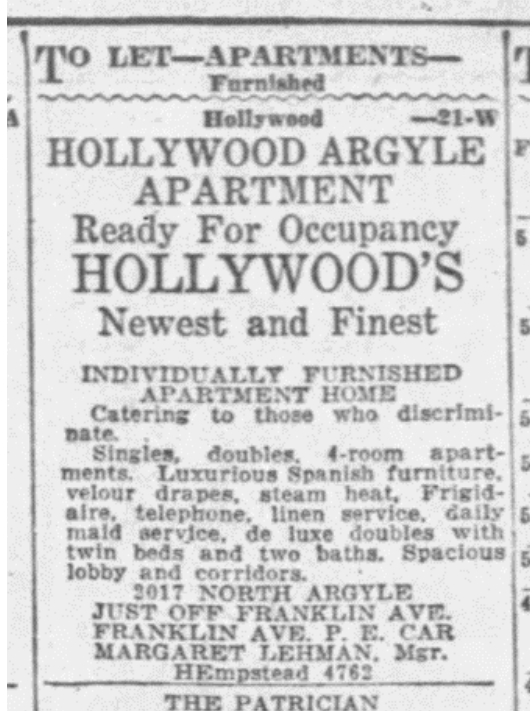 TO LET—APARTMENTS—
Furnished
Hollywood —21-W
HOLLYWOOD ARGYLE
APARTMENT
Ready For Occupancy
HOLLYWOOD'S
Newest and Finest
INDIVIDUALLY FURNISHED
APARTMENT HOME
Catering to those who discrimi-
nate.
Singles, doubles, 4-room apart-
ments. Luxurious Spanish furniture,
velour drapes, steam heat, Frigid-
aire, telephone, linen service, daily
maid service, de luxe doubles with
twin beds and two baths. Spacious
lobby and corridors.
2017 NORTH ARGYLE
JUST OFF FRANKLIN AVE.
FRANKLIN AVE. P. E. CAR
MARGARET LEHMAN, Mgr.
HEmpstead 4762
THE PATRICIAN